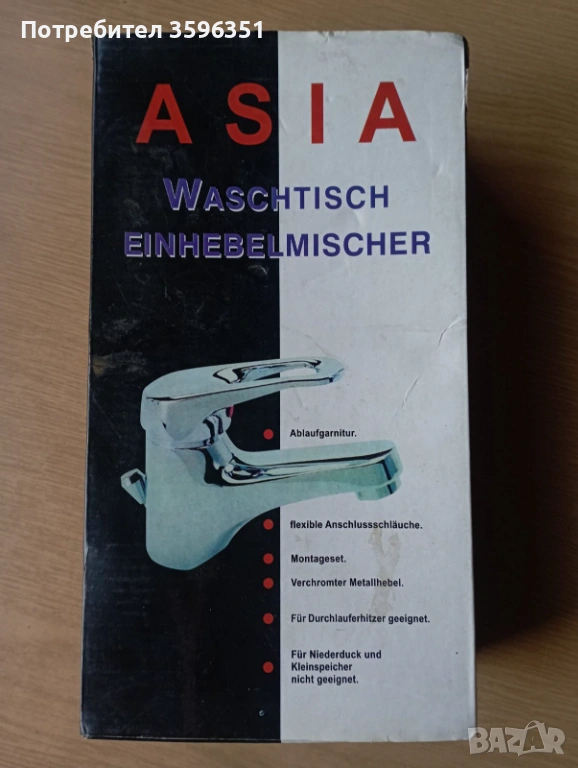 Потребител 3596351
ASIA
WASCHTISCH
EINHEBELMISCHER
Ablaufgarnitur.
flexible Anschlussschläuche.
Montageset.
Verchromter Metallhebel.
Für Durchlauferhitzer geeignet.
Für Niederduck und
Kleinspeicher
nicht geeignet.
BAZAR